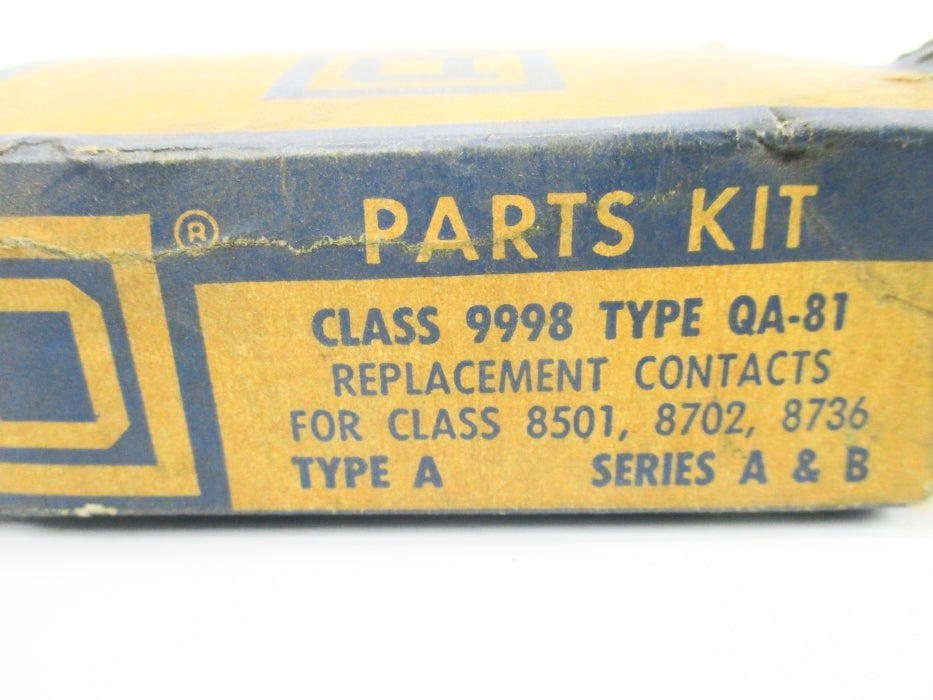 ®
PARTS KIT
CLASS 9998 TYPE QA-81
REPLACEMENT CONTACTS
FOR CLASS 8501, 8702, 8736
TYPE A SERIES A & B